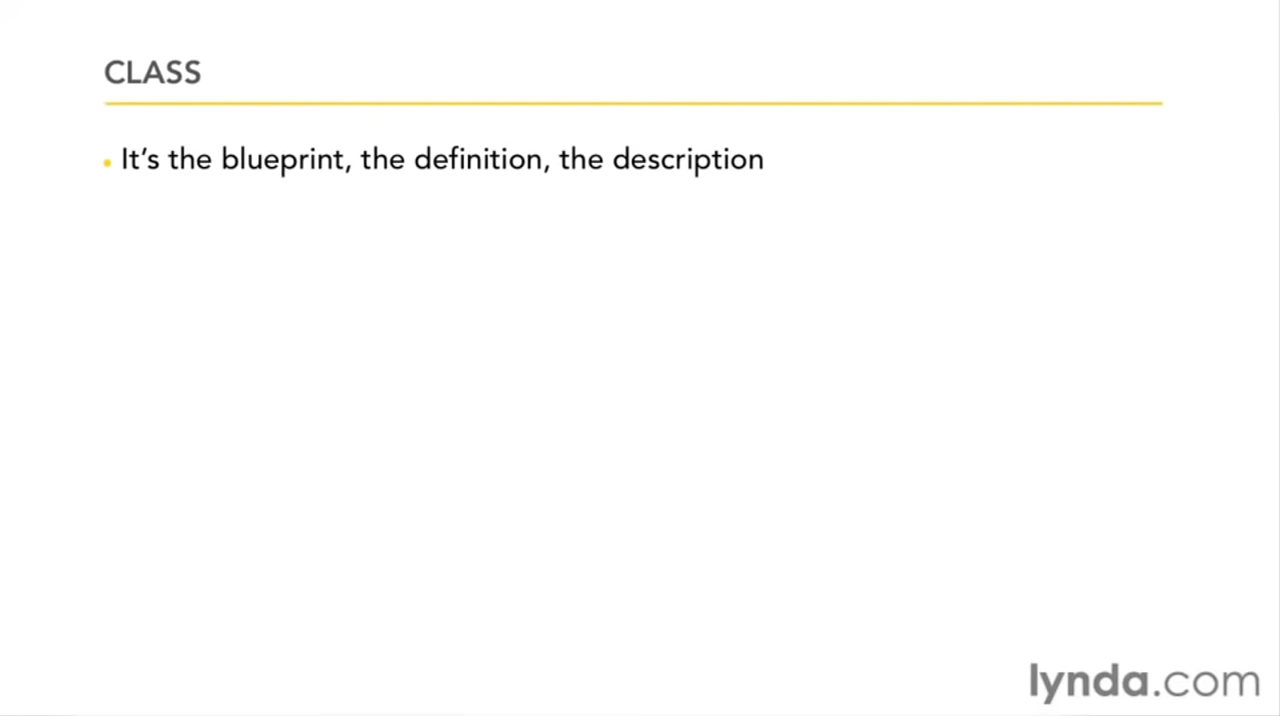 CLASS
It’s the blueprint, the definition, the description
lynda.com